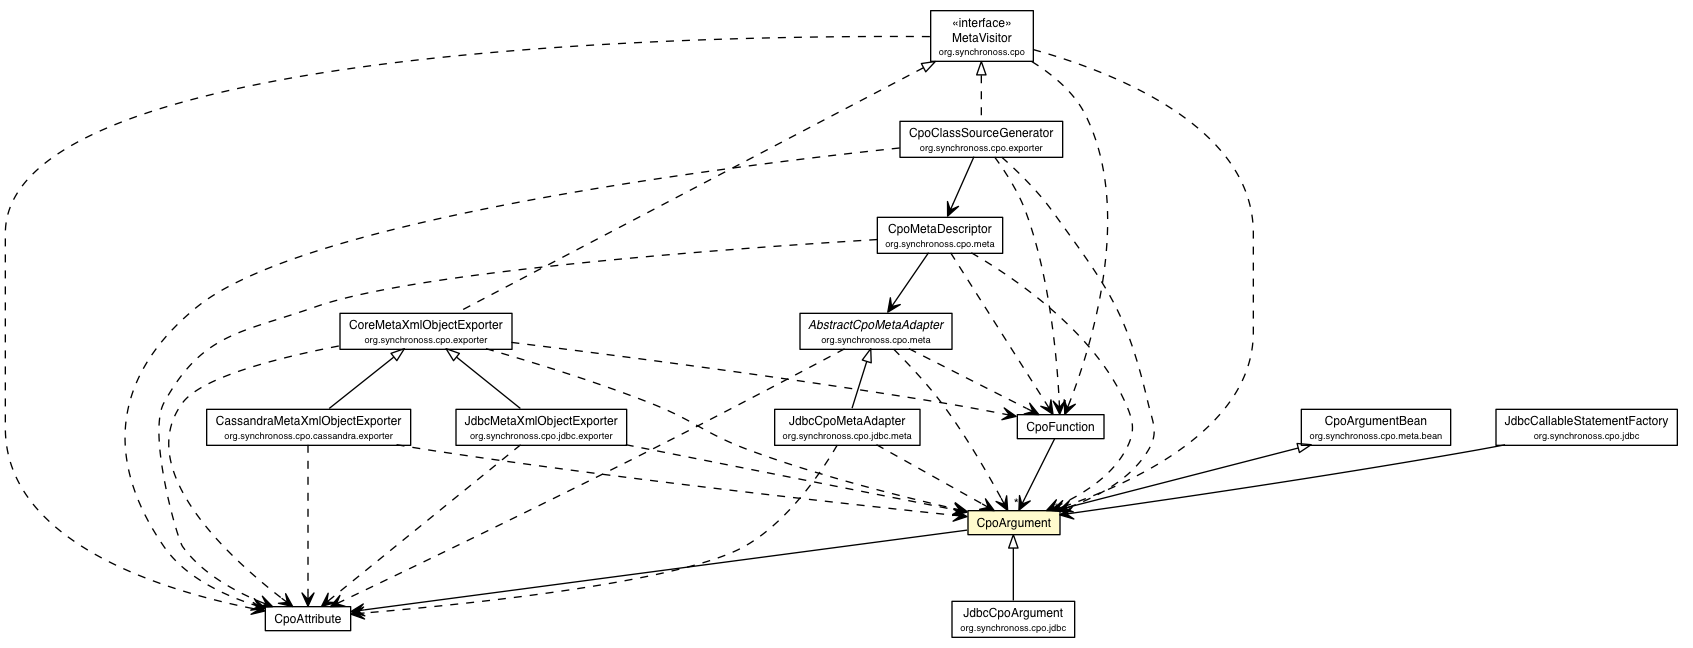 «interface»
MetaVisitor
org.synchronoss.cpo
CpoClassSourceGenerator
org.synchronoss.cpo.exporter
CpoMetaDescriptor
org.synchronoss.cpo.meta
CoreMetaXmlObjectExporter
org.synchronoss.cpo.exporter
AbstractCpoMetaAdapter
org.synchronoss.cpo.meta
CassandraMetaXmlObjectExporter
org.synchronoss.cpo.cassandra.exporter
JdbcMetaXmlObjectExporter
org.synchronoss.cpo.jdbc.exporter
JdbcCpoMetaAdapter
org.synchronoss.cpo.jdbc.meta
CpoFunction
CpoArgumentBean
org.synchronoss.cpo.meta.bean
JdbcCallableStatementFactory
org.synchronoss.cpo.jdbc
*
CpoArgument
CpoAttribute
JdbcCpoArgument
org.synchronoss.cpo.jdbc